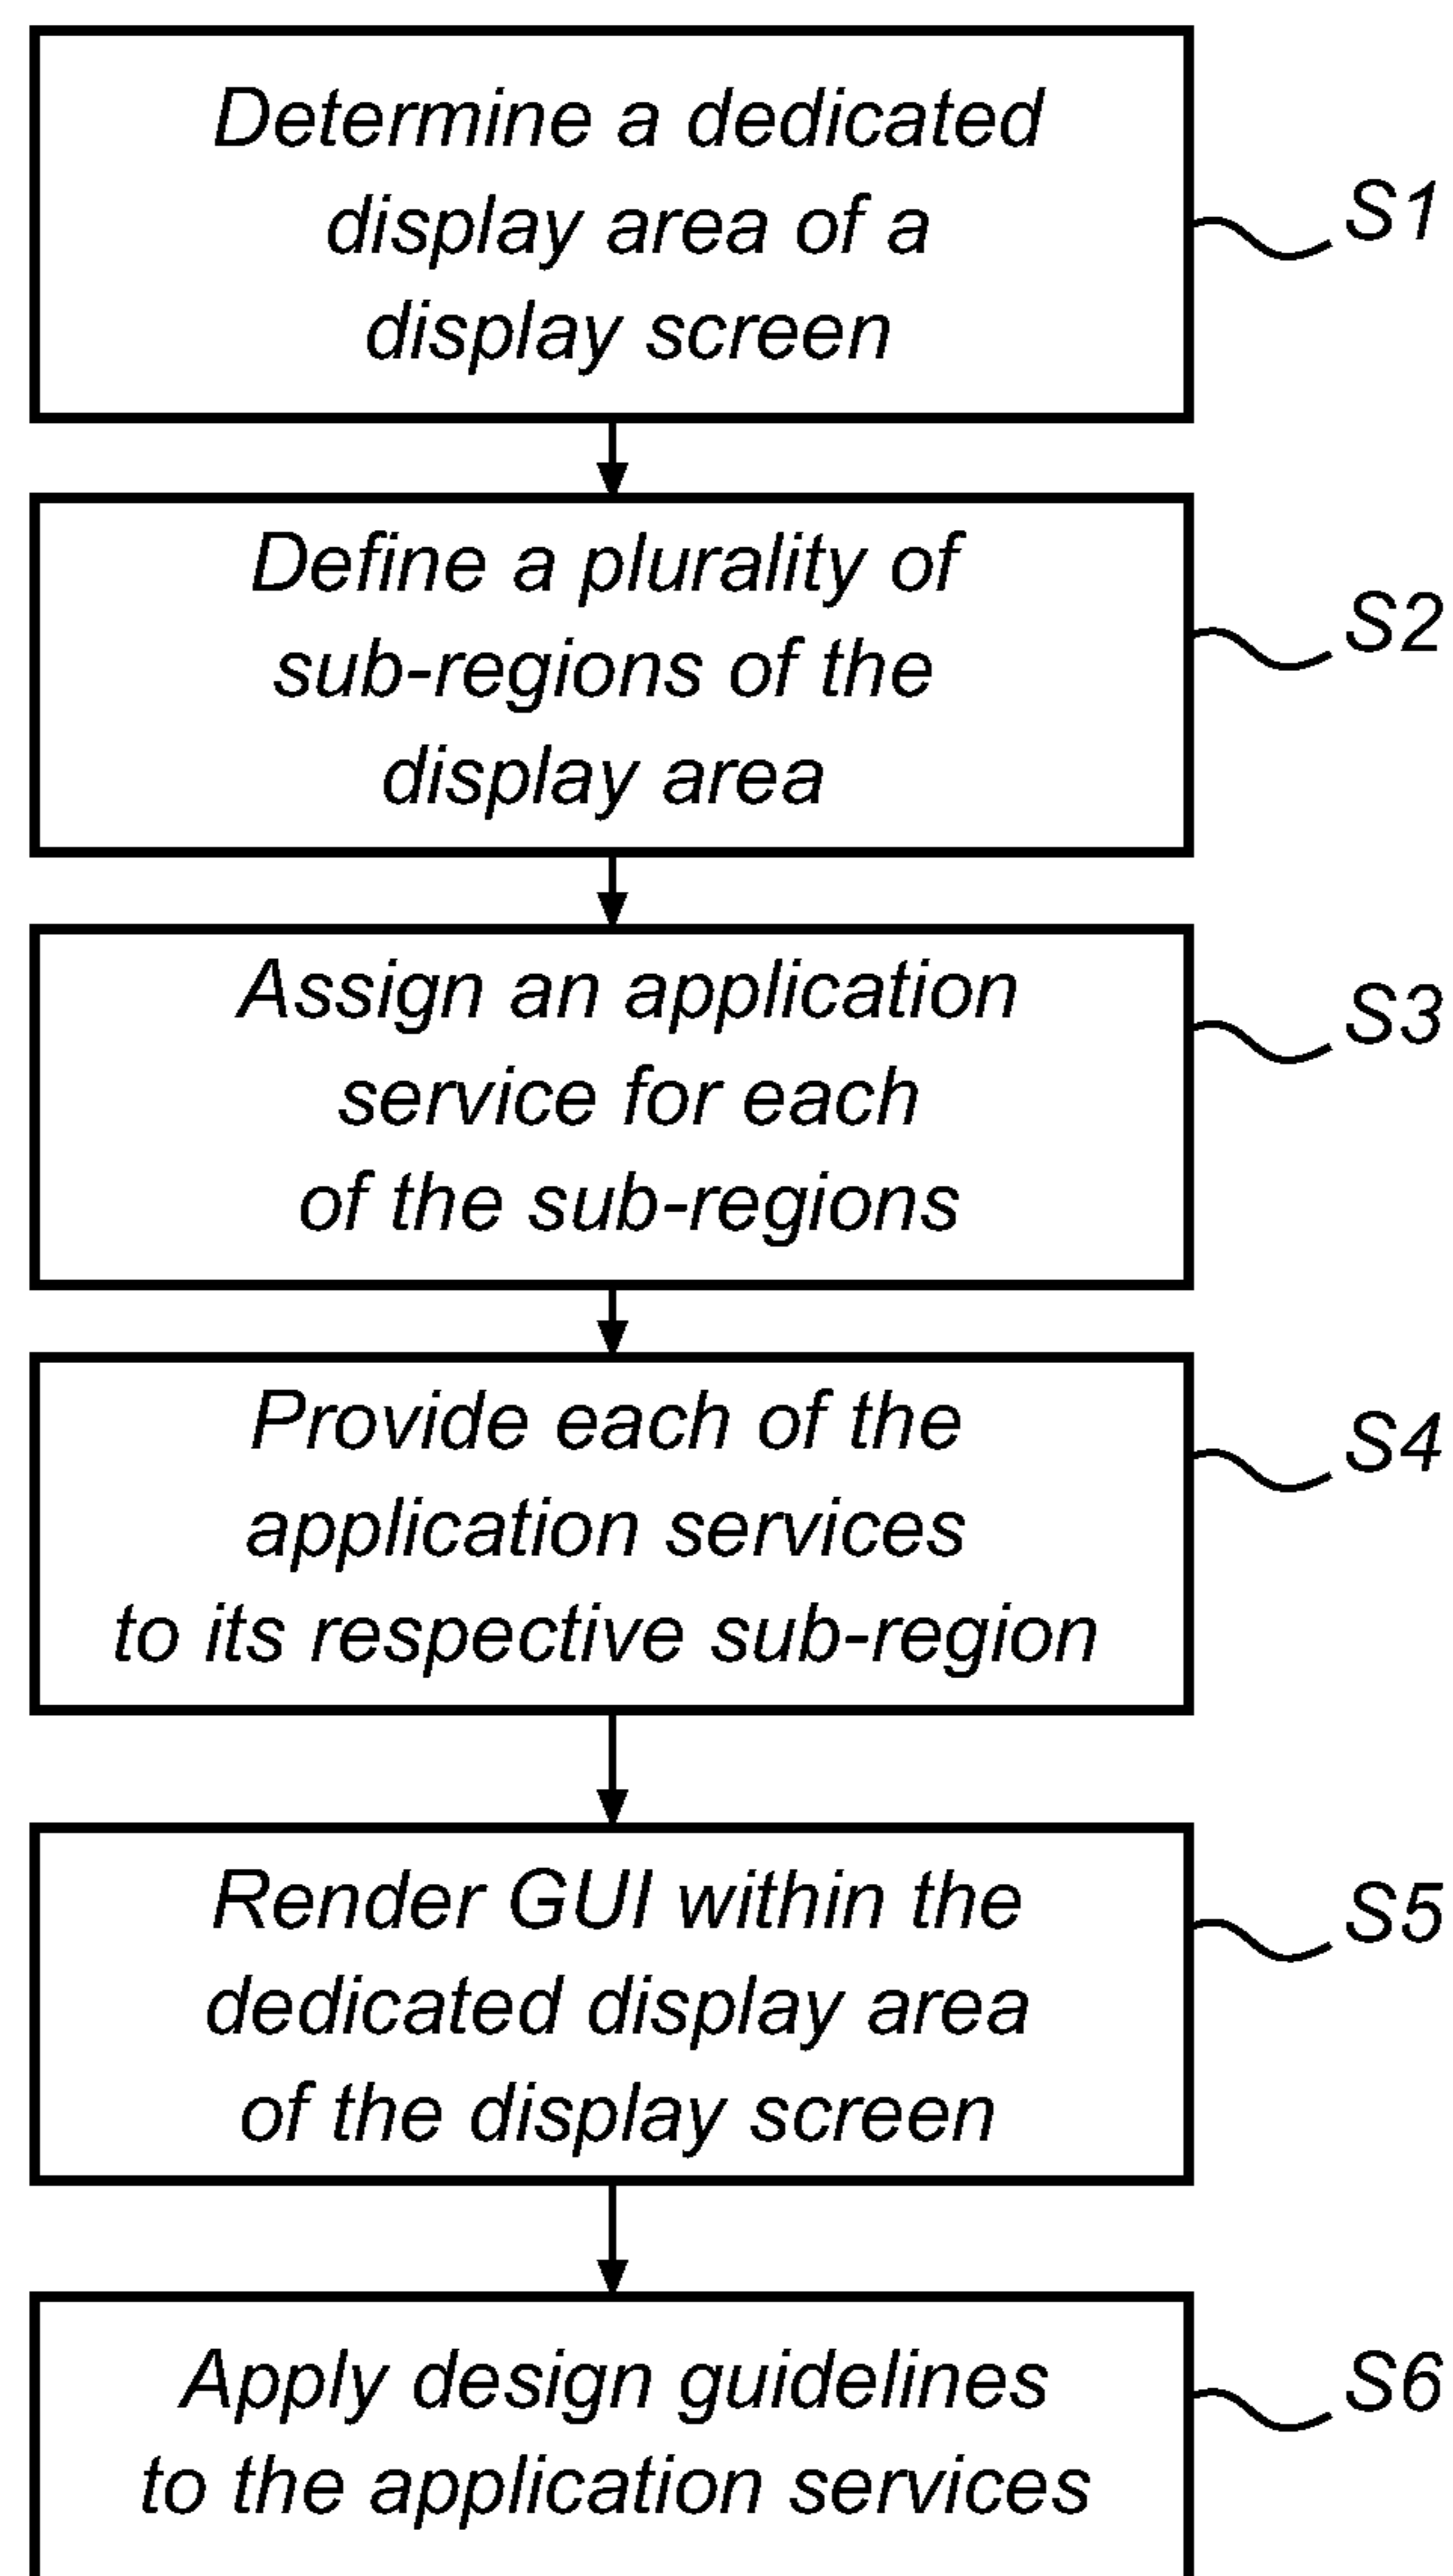 Determine a dedicated
display area of a
display screen
S1
Define a plurality of
sub-regions of the
display area
S2
Assign an application
service for each
of the sub-regions
S3
Provide each of the
application services
to its respective sub-region
S4
Render GUI within the
dedicated display area
of the display screen
S5
Apply design guidelines
to the application services
S6